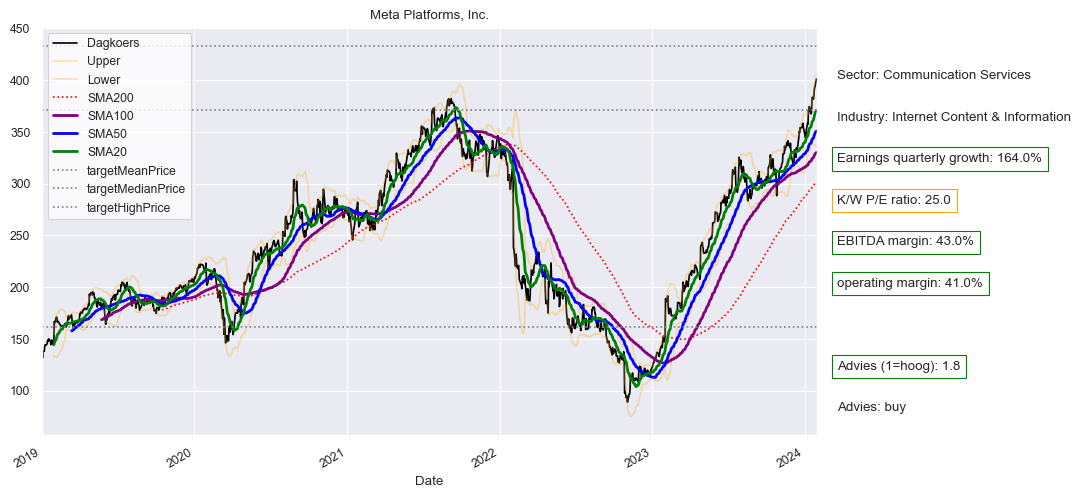 Meta Platforms, Inc.
450
400
350
300
250
200
150
100
Dagkoers
Upper
Lower
SMA200
SMA100
SMA50
SMA20
targetMeanPrice
targetMedianPrice
targetHighPrice
2019
2020
2021
2022
2023
2024
Date
Sector: Communication Services
Industry: Internet Content & Information
Earnings quarterly growth: 164.0%
K/W P/E ratio: 25.0
EBITDA margin: 43.0%
operating margin: 41.0%
Advies (1=hoog): 1.8
Advies: buy